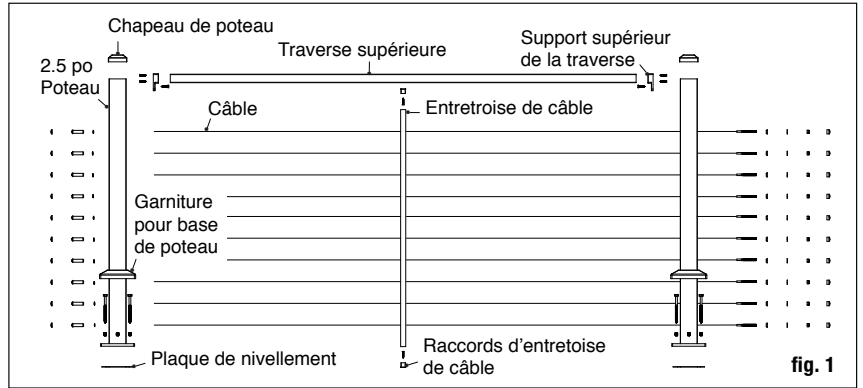 Chapeau de poteau
Traverse supérieure
Support supérieur
de la traverse
2.5 po
Poteau
Câble
Entretroise de câble
Garniture
pour base
de poteau
Plaque de nivellement
Raccords d'entretoise
de câble
fig. 1